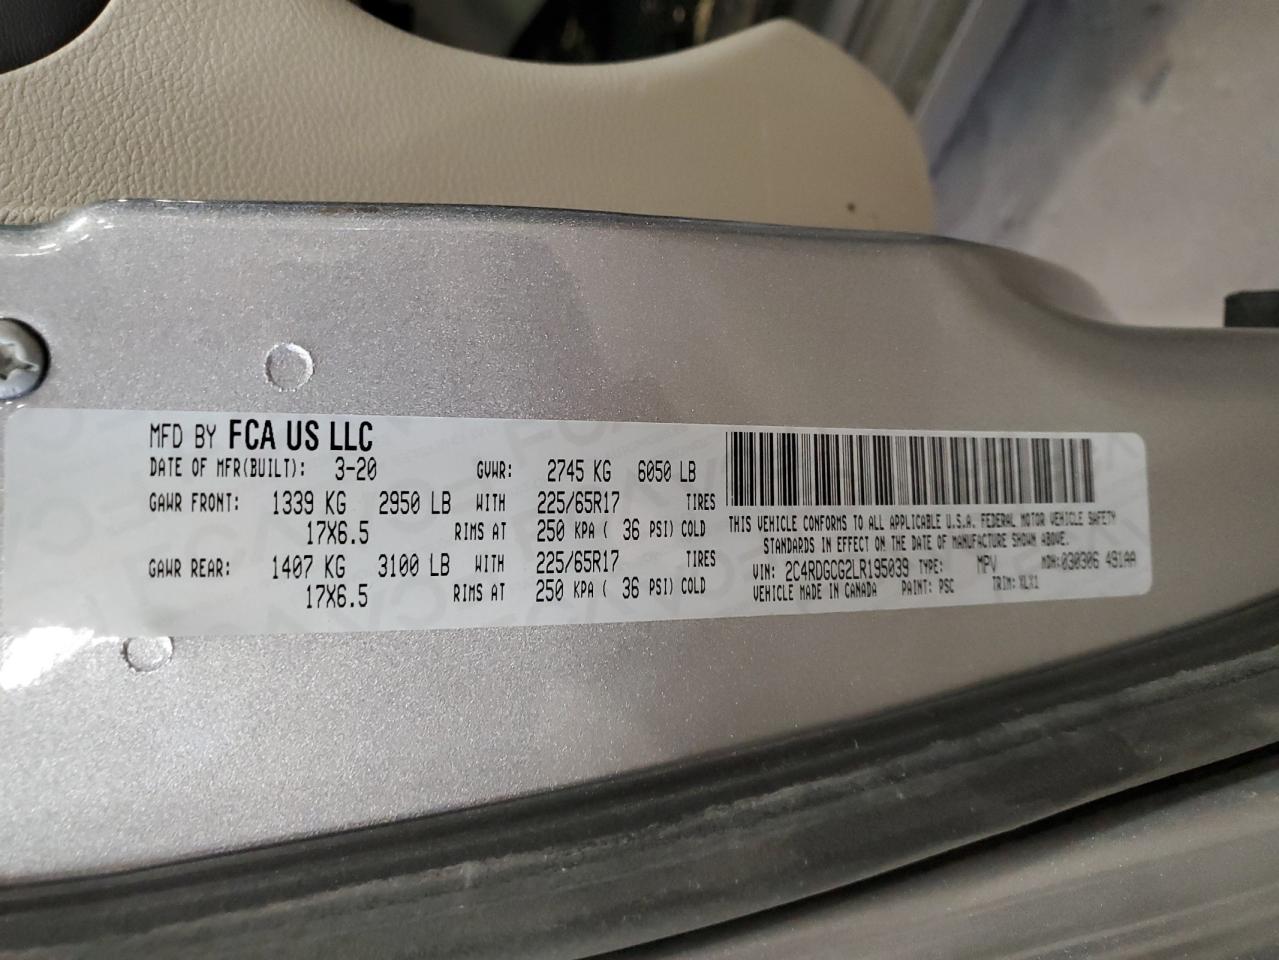 MFD BY FCA US LLC
DATE OF MFR(BUILT): 3-20 GVWR: 2745 KG 6050 LB
GAWR FRONT: 1339 KG 2950 LB WITH 225/65R17 TIRES
17X6.5 RIMS AT 250 KPA ( 36 PSI) COLD
GAWR REAR: 1407 KG 3100 LB WITH 225/65R17 TIRES
17X6.5 RIMS AT 250 KPA ( 36 PSI) COLD
THIS VEHICLE CONFORMS TO ALL APPLICABLE U.S.A. FEDERAL MOTOR VEHICLE SAFETY
STANDARDS IN EFFECT ON THE DATE OF MANUFACTURE SHOWN ABOVE.
VIN: 2C4RDGCG2LR195039 TYPE: MPV MDH: 030306 491AA
VEHICLE MADE IN CANADA PAINT: PSC TRIM: